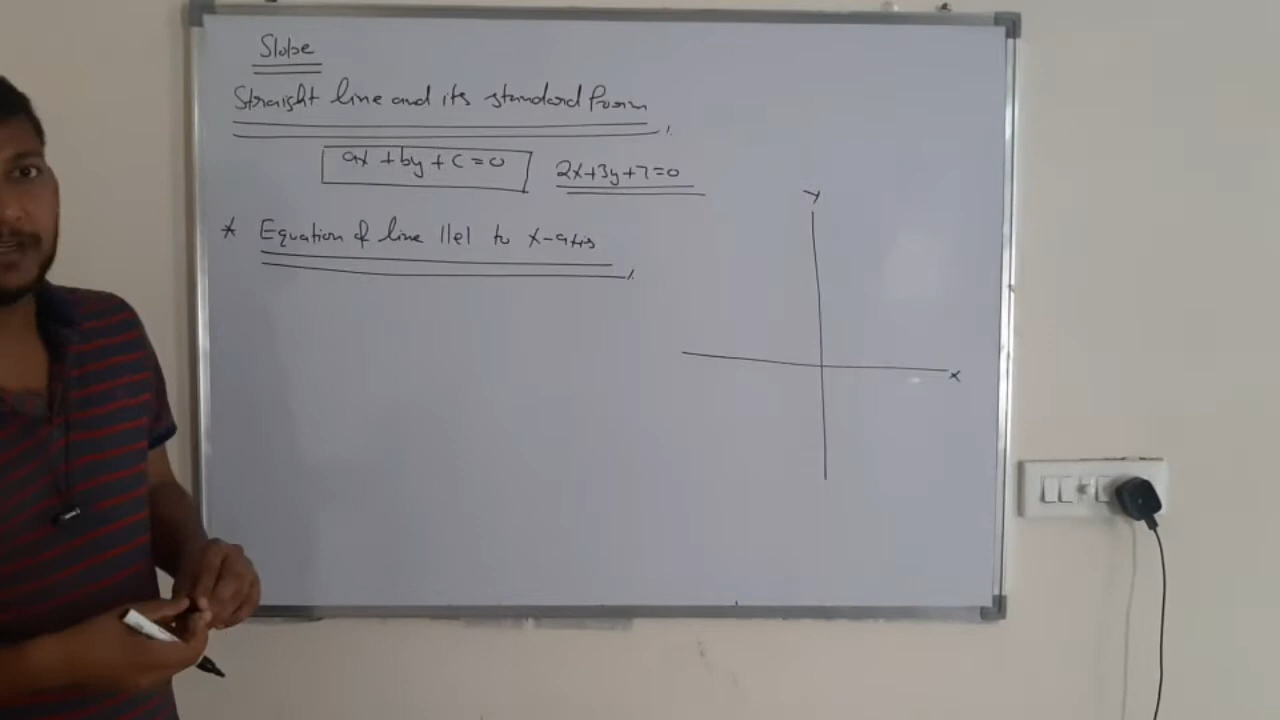 Slope
Straight line and its standard form
ax + by + c = 0
2x+3y+7=0
* Equation of line ||el to x-axis
y
x